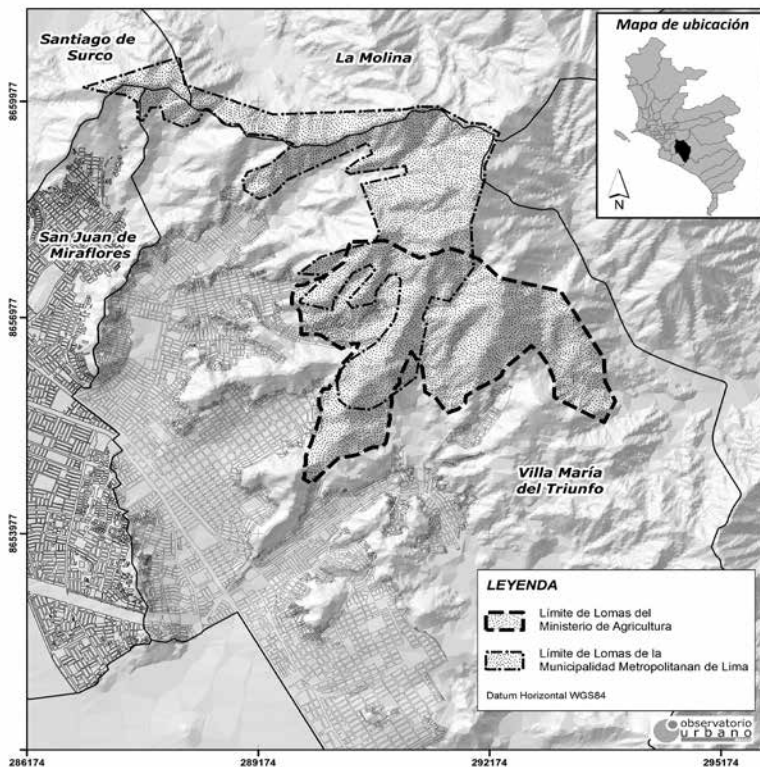 Santiago de
Surco
La Molina
Mapa de ubicación
N
San Juan de
Miraflores
Villa María
del Triunfo
8659977
8656977
8653977
LEYENDA
Límite de Lomas del
Ministerio de Agricultura
Límite de Lomas de la
Municipalidad Metropolitanan de Lima
Datum Horizontal WGS84
observatorio
urbano
286174
289174
292174
295174